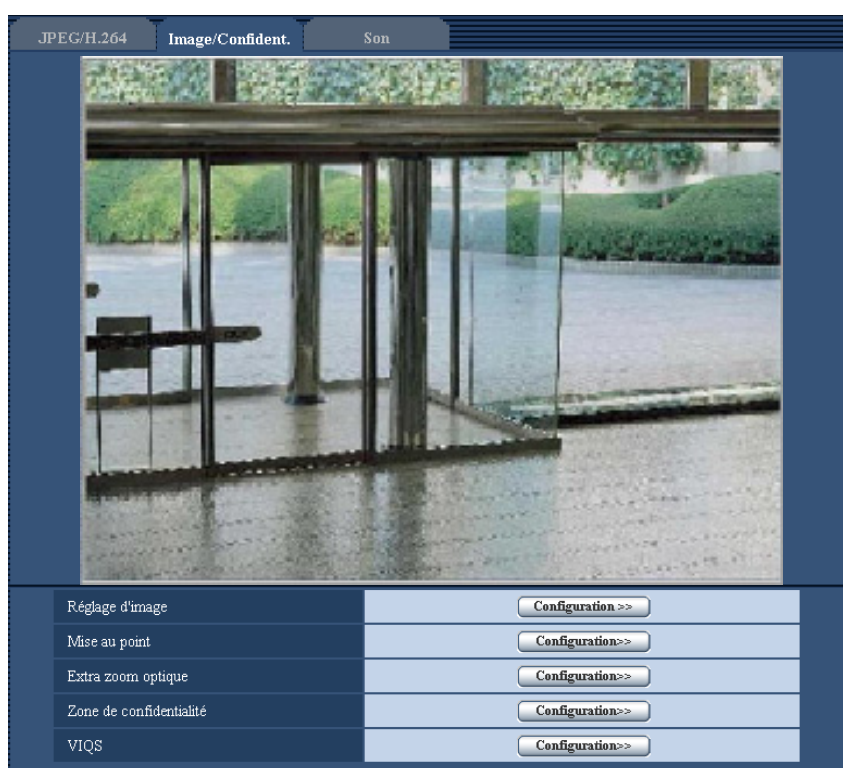 JPEG/H.264 Image/Confident. Son
Réglage d'image Configuration >>
Mise au point Configuration>>
Extra zoom optique Configuration>>
Zone de confidentialité Configuration>>
VIQS Configuration>>